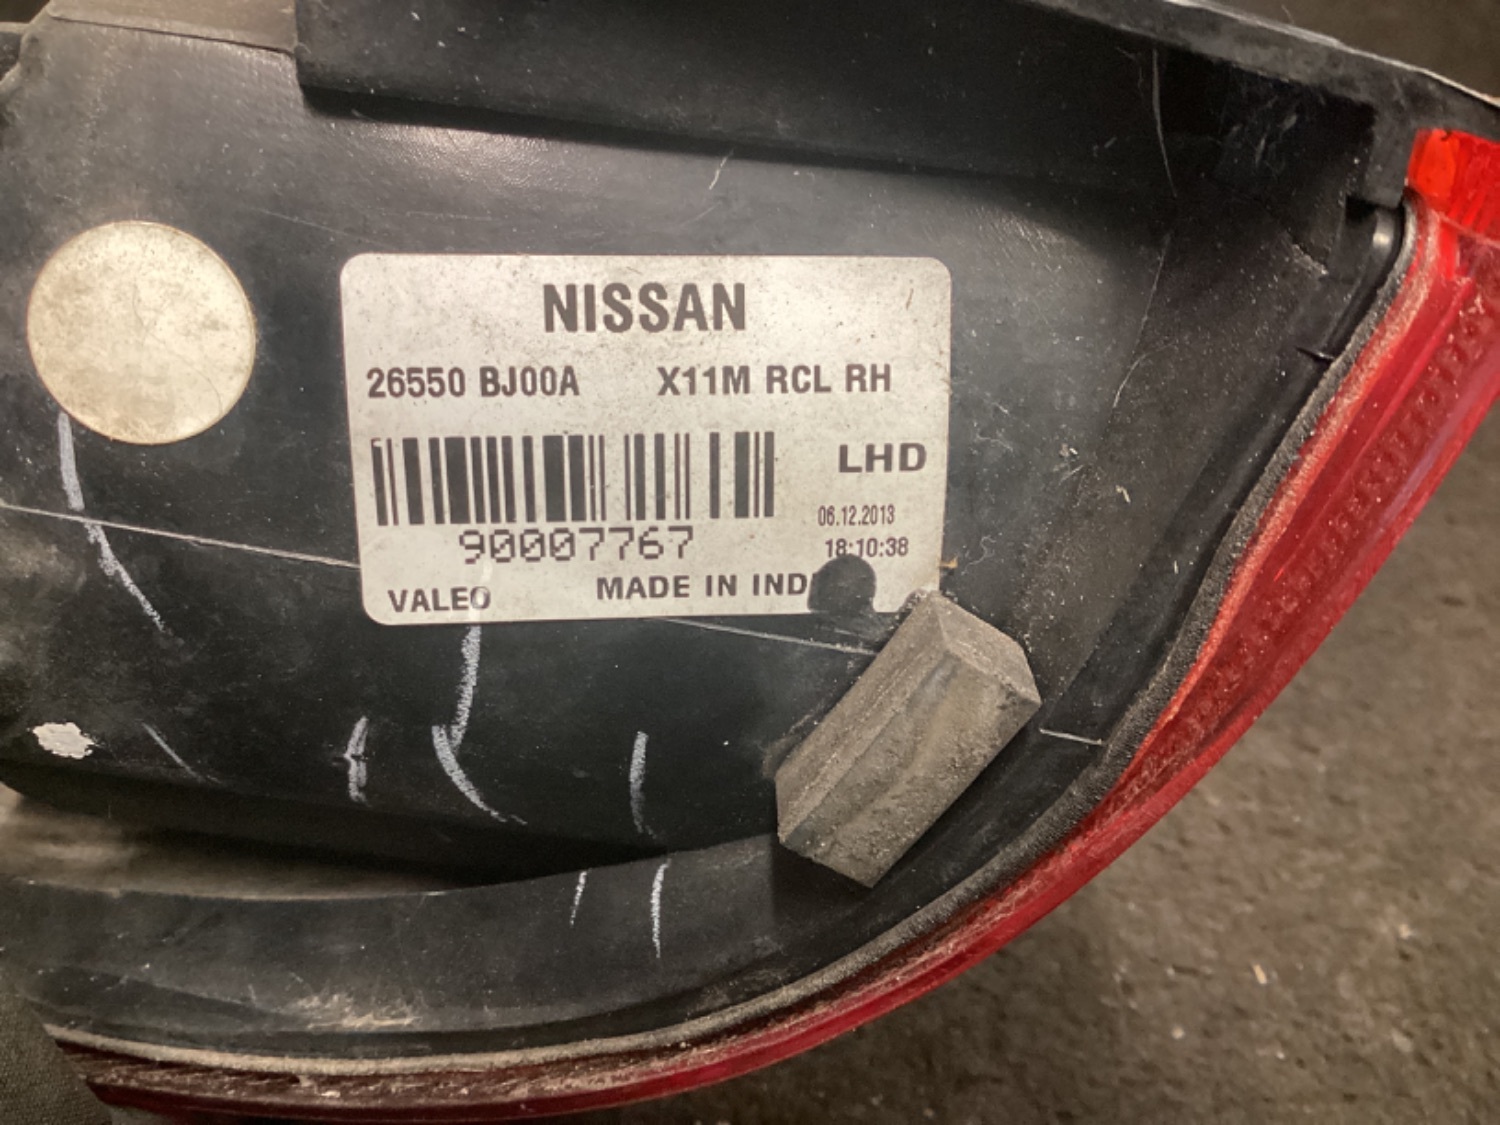 NISSAN
26550 BJ00A X11M RCL RH
LHD
06.12.2013
90007767 18:10:38
VALEO MADE IN IND